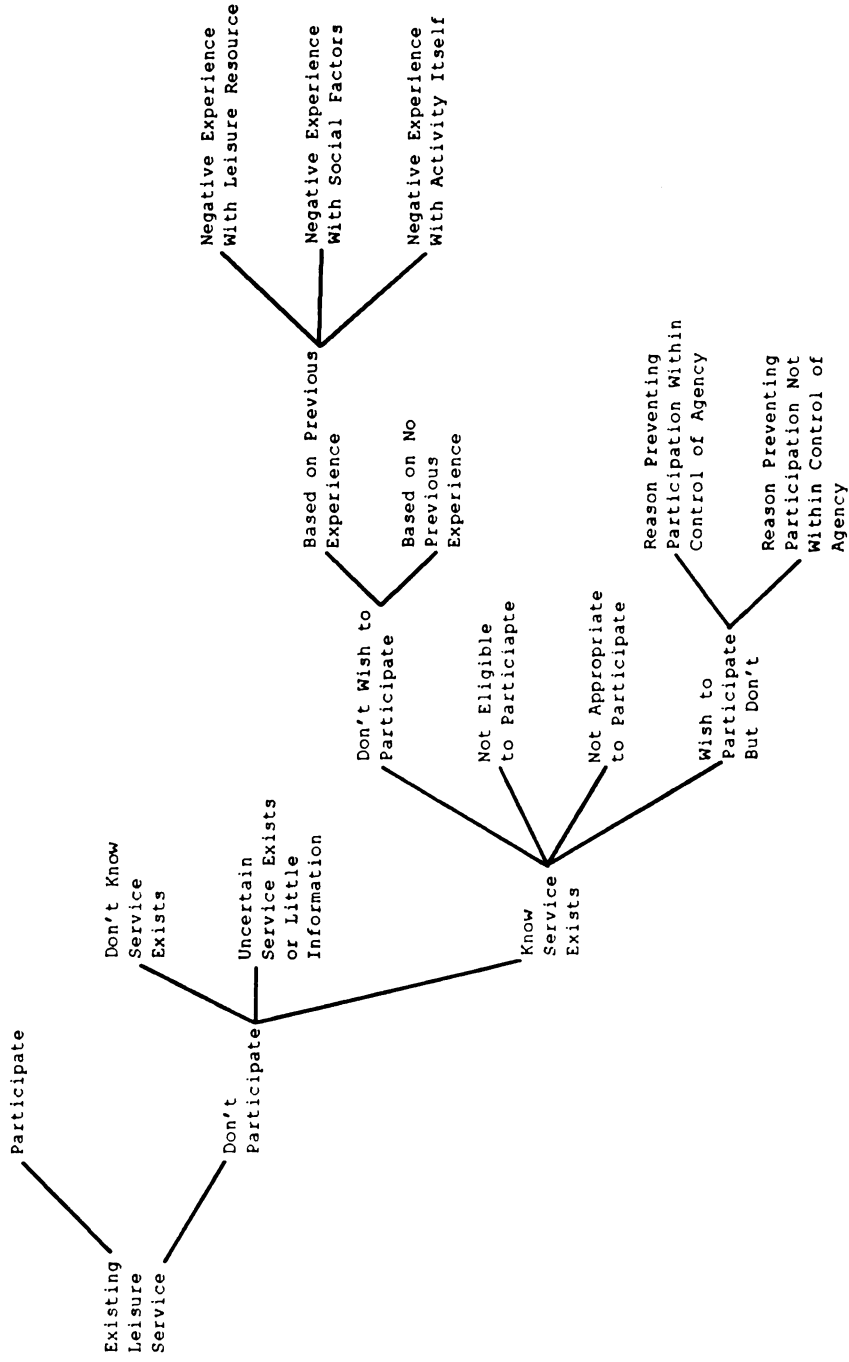 Existing
Leisure
Service
Participate
Don't
Participate
Don't Know
Service
Exists
Uncertain
Service Exists
or Little
Information
Know
Service
Exists
Don't Wish to
Participate
Not Eligible
to Particiapte
Not Appropriate
to Participate
Wish to
Participate
But Don't
Based on Previous
Experience
Based on No
Previous
Experience
Reason Preventing
Participation Within
Control of Agency
Reason Preventing
Participation Not
Within Control of
Agency
Negative Experience
With Leisure Resource
Negative Experience
With Social Factors
Negative Experience
With Activity Itself